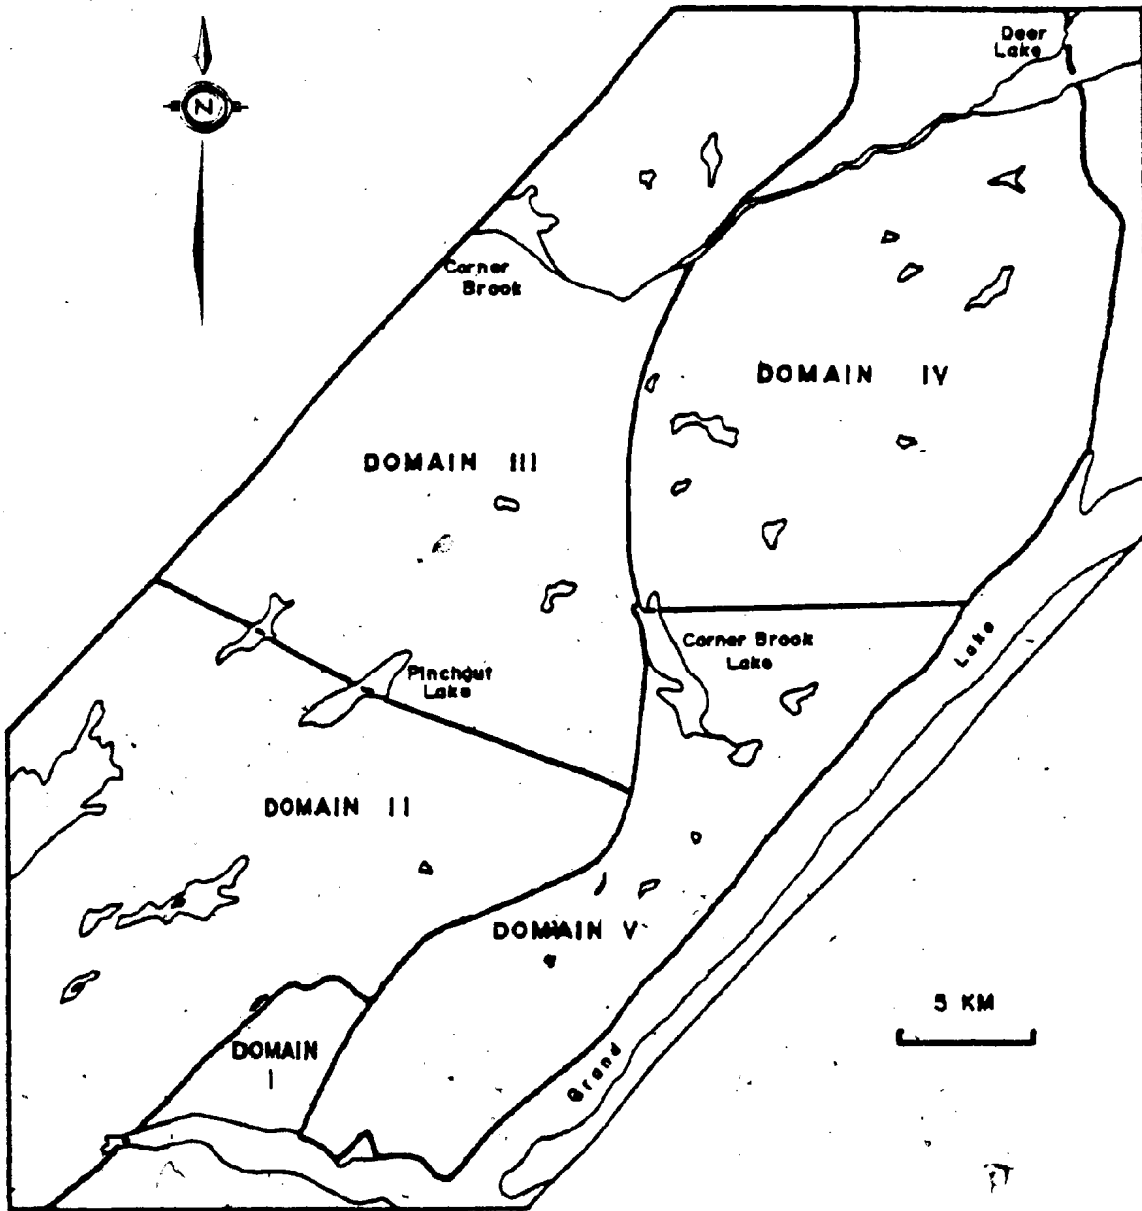 Deer
Lake
N
Corner
Brook
DOMAIN IV
DOMAIN III
Corner Brook
Lake
Lake
Pinchgut
Lake
DOMAIN II
DOMAIN V
5 KM
DOMAIN
I
Grand